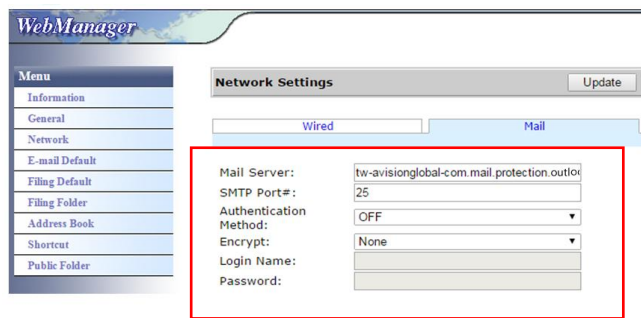 WebManager
Menu
Information
General
Network
E-mail Default
Filing Default
Filing Folder
Address Book
Shortcut
Public Folder
Network Settings
Update
Wired
Mail
Mail Server: tw-avisionglobal-com.mail.protection.outloo
SMTP Port#: 25
Authentication
Method: OFF
Encrypt: None
Login Name:
Password: